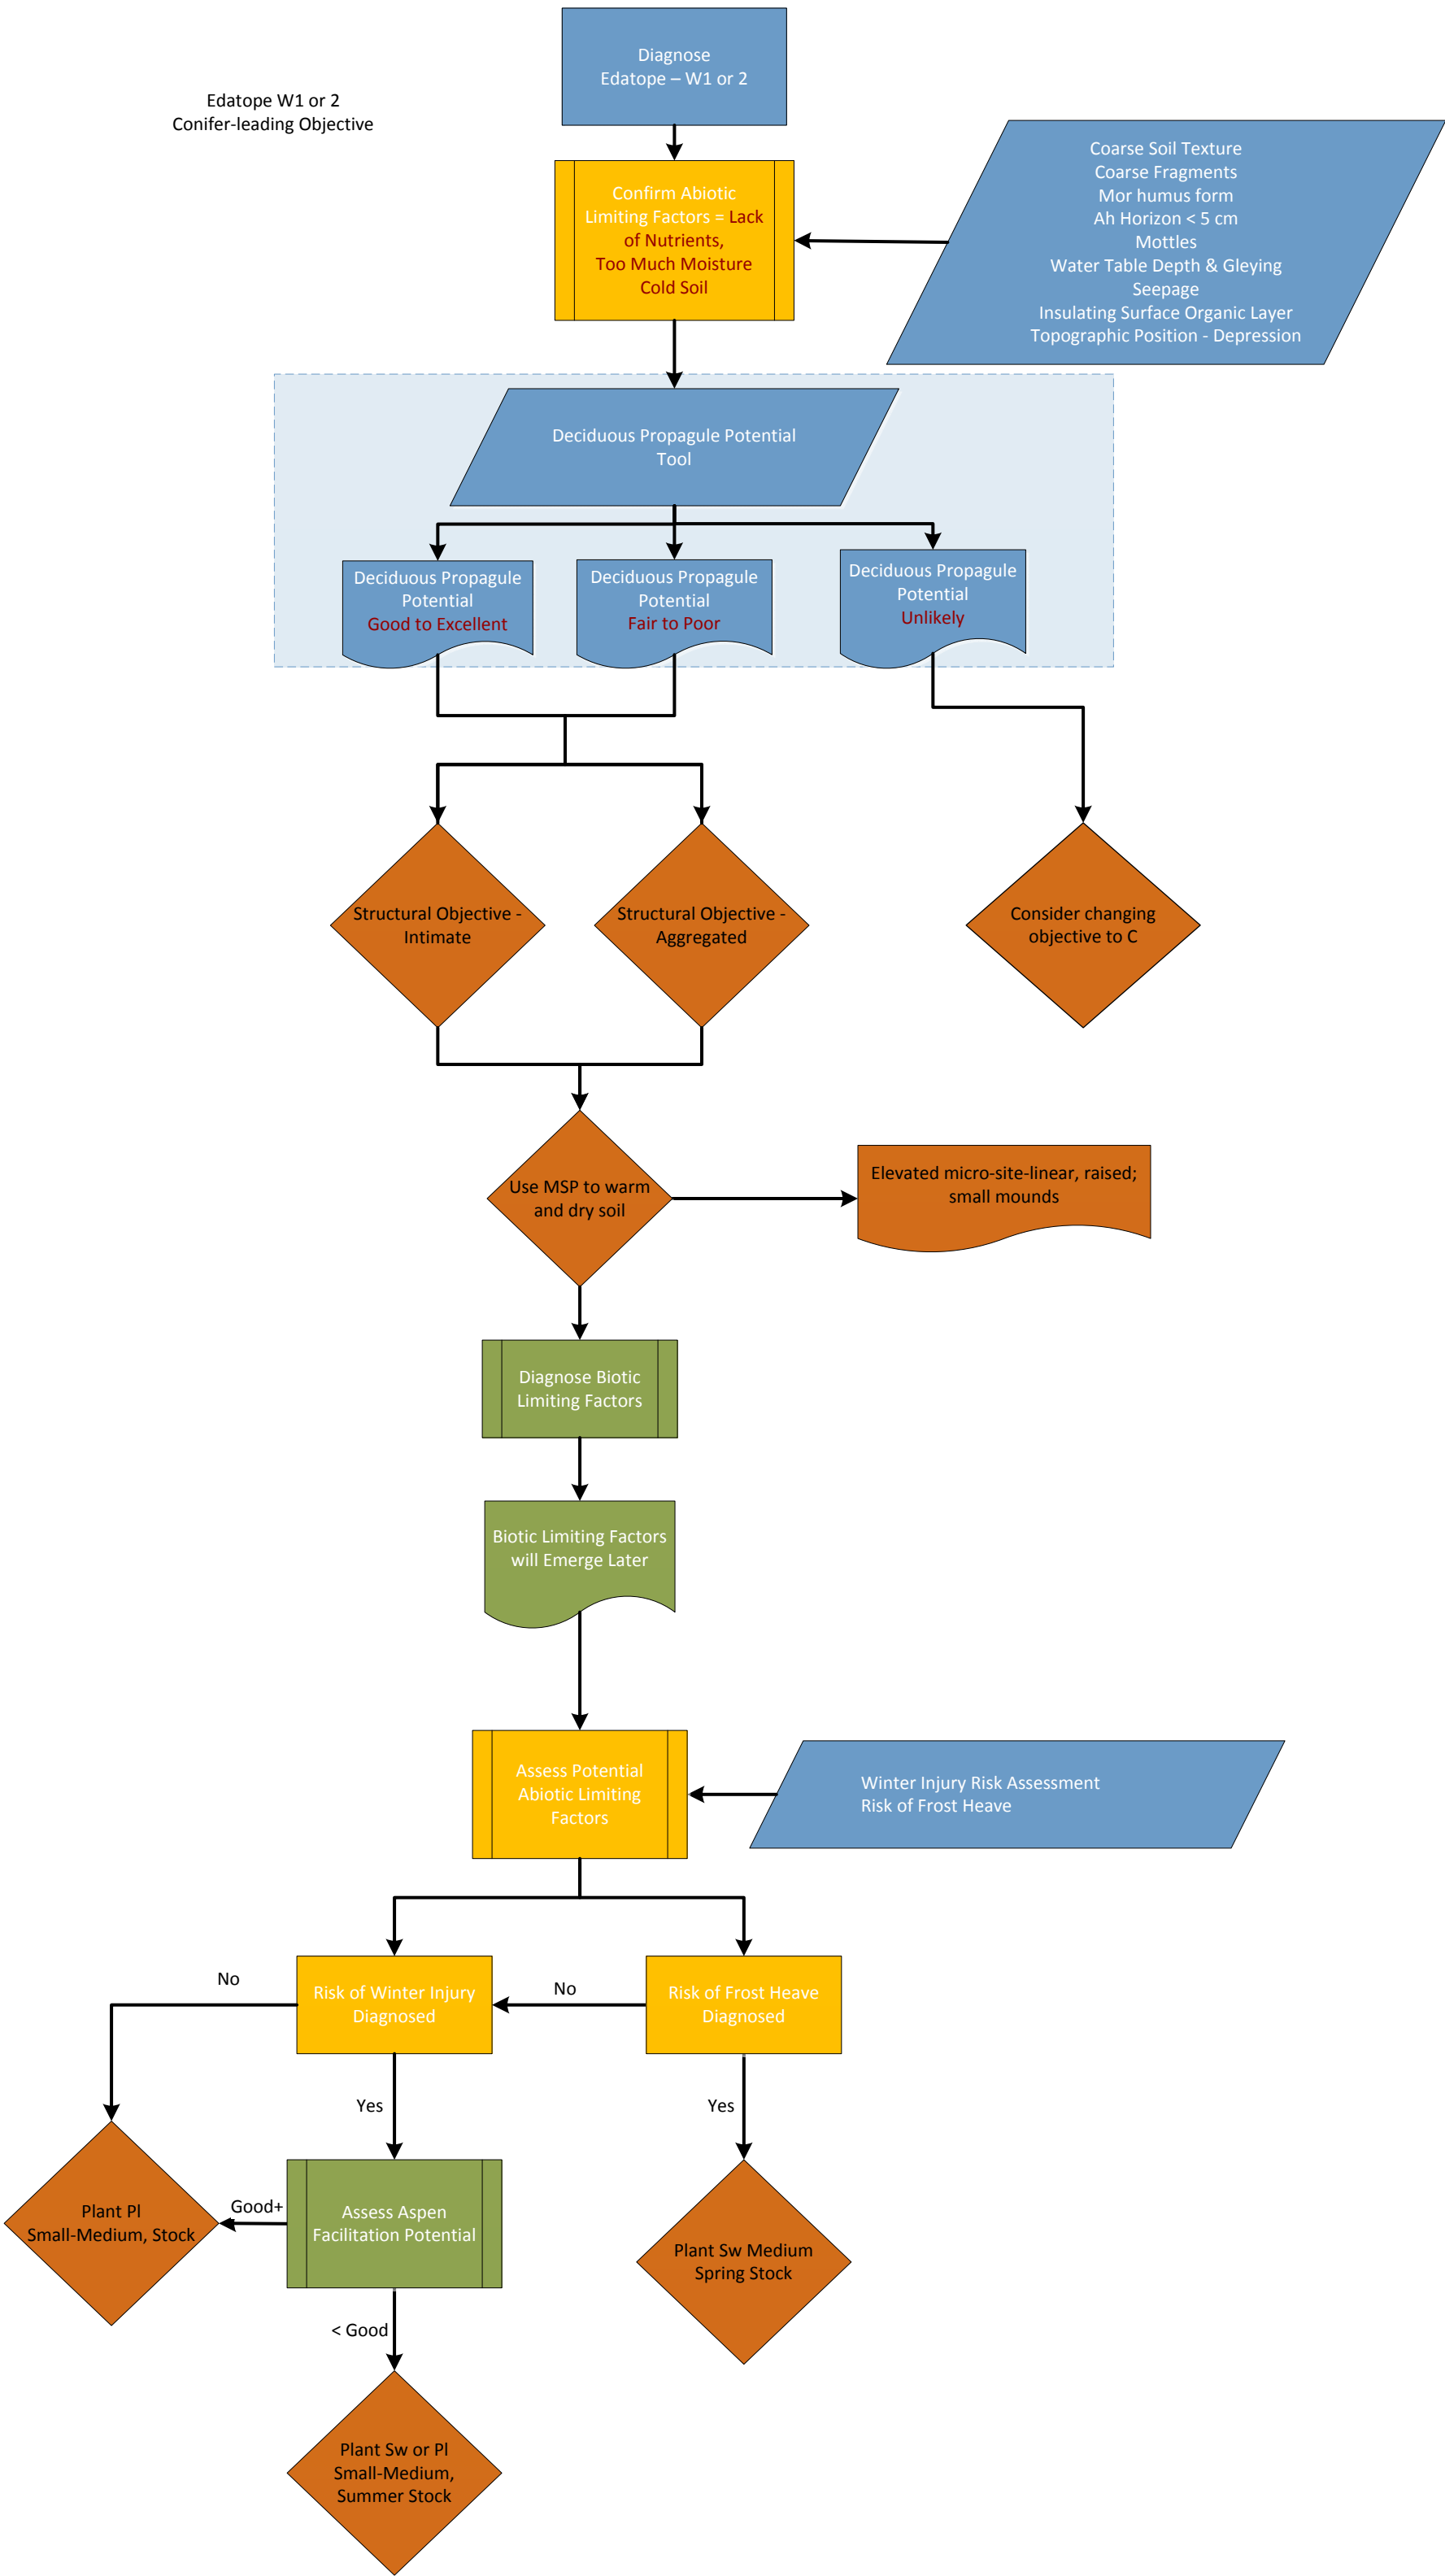 Diagnose
Edatope – W1 or 2
Edatope W1 or 2
Conifer-leading Objective
Coarse Soil Texture
Coarse Fragments
Mor humus form
Ah Horizon < 5 cm
Mottles
Water Table Depth & Gleying
Seepage
Insulating Surface Organic Layer
Topographic Position - Depression
Confirm Abiotic
Limiting Factors = Lack
of Nutrients,
Too Much Moisture
Cold Soil
Deciduous Propagule Potential
Tool
Deciduous Propagule
Potential
Good to Excellent
Deciduous Propagule
Potential
Fair to Poor
Deciduous Propagule
Potential
Unlikely
Structural Objective -
Intimate
Structural Objective -
Aggregated
Consider changing
objective to C
Use MSP to warm
and dry soil
Elevated micro-site-linear, raised;
small mounds
Diagnose Biotic
Limiting Factors
Biotic Limiting Factors
will Emerge Later
Assess Potential
Abiotic Limiting
Factors
Winter Injury Risk Assessment
Risk of Frost Heave
No
Risk of Winter Injury
Diagnosed
No
Risk of Frost Heave
Diagnosed
Yes
Yes
Plant Pl
Small-Medium, Stock
Good+
Assess Aspen
Facilitation Potential
Plant Sw Medium
Spring Stock
< Good
Plant Sw or Pl
Small-Medium,
Summer Stock